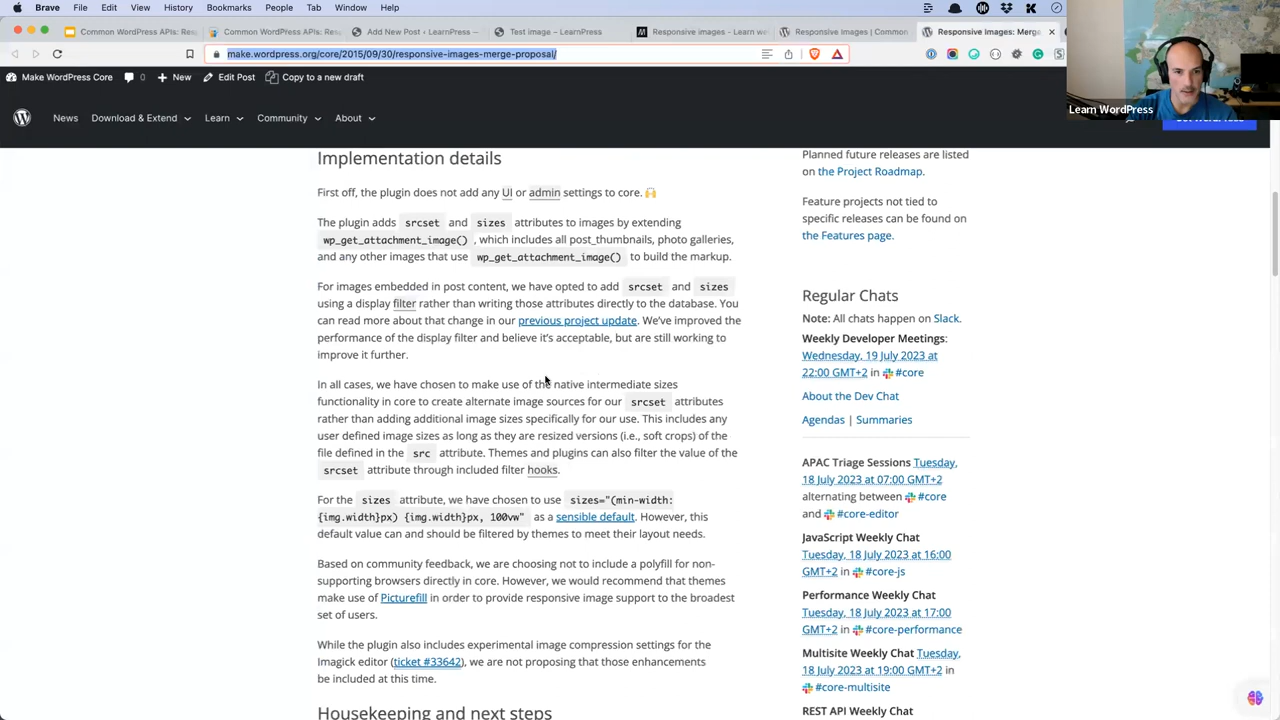 Brave File Edit View History Bookmarks People Tab Window Help
Common WordPress APIs: Resp
Common WordPress APIs: Resp
Add New Post ‹ LearnPress —
Test image – LearnPress
Responsive images - Learn we
Responsive Images | Common
Responsive Images: Merge
make.wordpress.org/core/2015/09/30/responsive-images-merge-proposal/
Make WordPress Core 0 New Edit Post Copy to a new draft
News Download & Extend Learn Community About
Learn WordPress
Implementation details
First off, the plugin does not add any UI or admin settings to core. 🙌
The plugin adds srcset and sizes attributes to images by extending
wp_get_attachment_image() , which includes all post_thumbnails, photo galleries,
and any other images that use wp_get_attachment_image() to build the markup.
For images embedded in post content, we have opted to add srcset and sizes
using a display filter rather than writing those attributes directly to the database. You
can read more about that change in our previous project update. We've improved the
performance of the display filter and believe it's acceptable, but are still working to
improve it further.
In all cases, we have chosen to make use of the native intermediate sizes
functionality in core to create alternate image sources for our srcset attributes
rather than adding additional image sizes specifically for our use. This includes any
user defined image sizes as long as they are resized versions (i.e., soft crops) of the
file defined in the src attribute. Themes and plugins can also filter the value of the
srcset attribute through included filter hooks.
For the sizes attribute, we have chosen to use sizes="(min-width:
{img.width}px) {img.width}px, 100vw" as a sensible default. However, this
default value can and should be filtered by themes to meet their layout needs.
Based on community feedback, we are choosing not to include a polyfill for non-
supporting browsers directly in core. However, we would recommend that themes
make use of Picturefill in order to provide responsive image support to the broadest
set of users.
While the plugin also includes experimental image compression settings for the
Imagick editor (ticket #33642), we are not proposing that those enhancements
be included at this time.
Housekeeping and next steps
Planned future releases are listed
on the Project Roadmap.
Feature projects not tied to
specific releases can be found on
the Features page.
Regular Chats
Note: All chats happen on Slack.
Weekly Developer Meetings:
Wednesday, 19 July 2023 at
22:00 GMT+2 in #core
About the Dev Chat
Agendas | Summaries
APAC Triage Sessions Tuesday,
18 July 2023 at 07:00 GMT+2
alternating between #core
and #core-editor
JavaScript Weekly Chat
Tuesday, 18 July 2023 at 16:00
GMT+2 in #core-js
Performance Weekly Chat
Tuesday, 18 July 2023 at 17:00
GMT+2 in #core-performance
Multisite Weekly Chat Tuesday,
18 July 2023 at 19:00 GMT+2 in
#core-multisite
REST API Weekly Chat